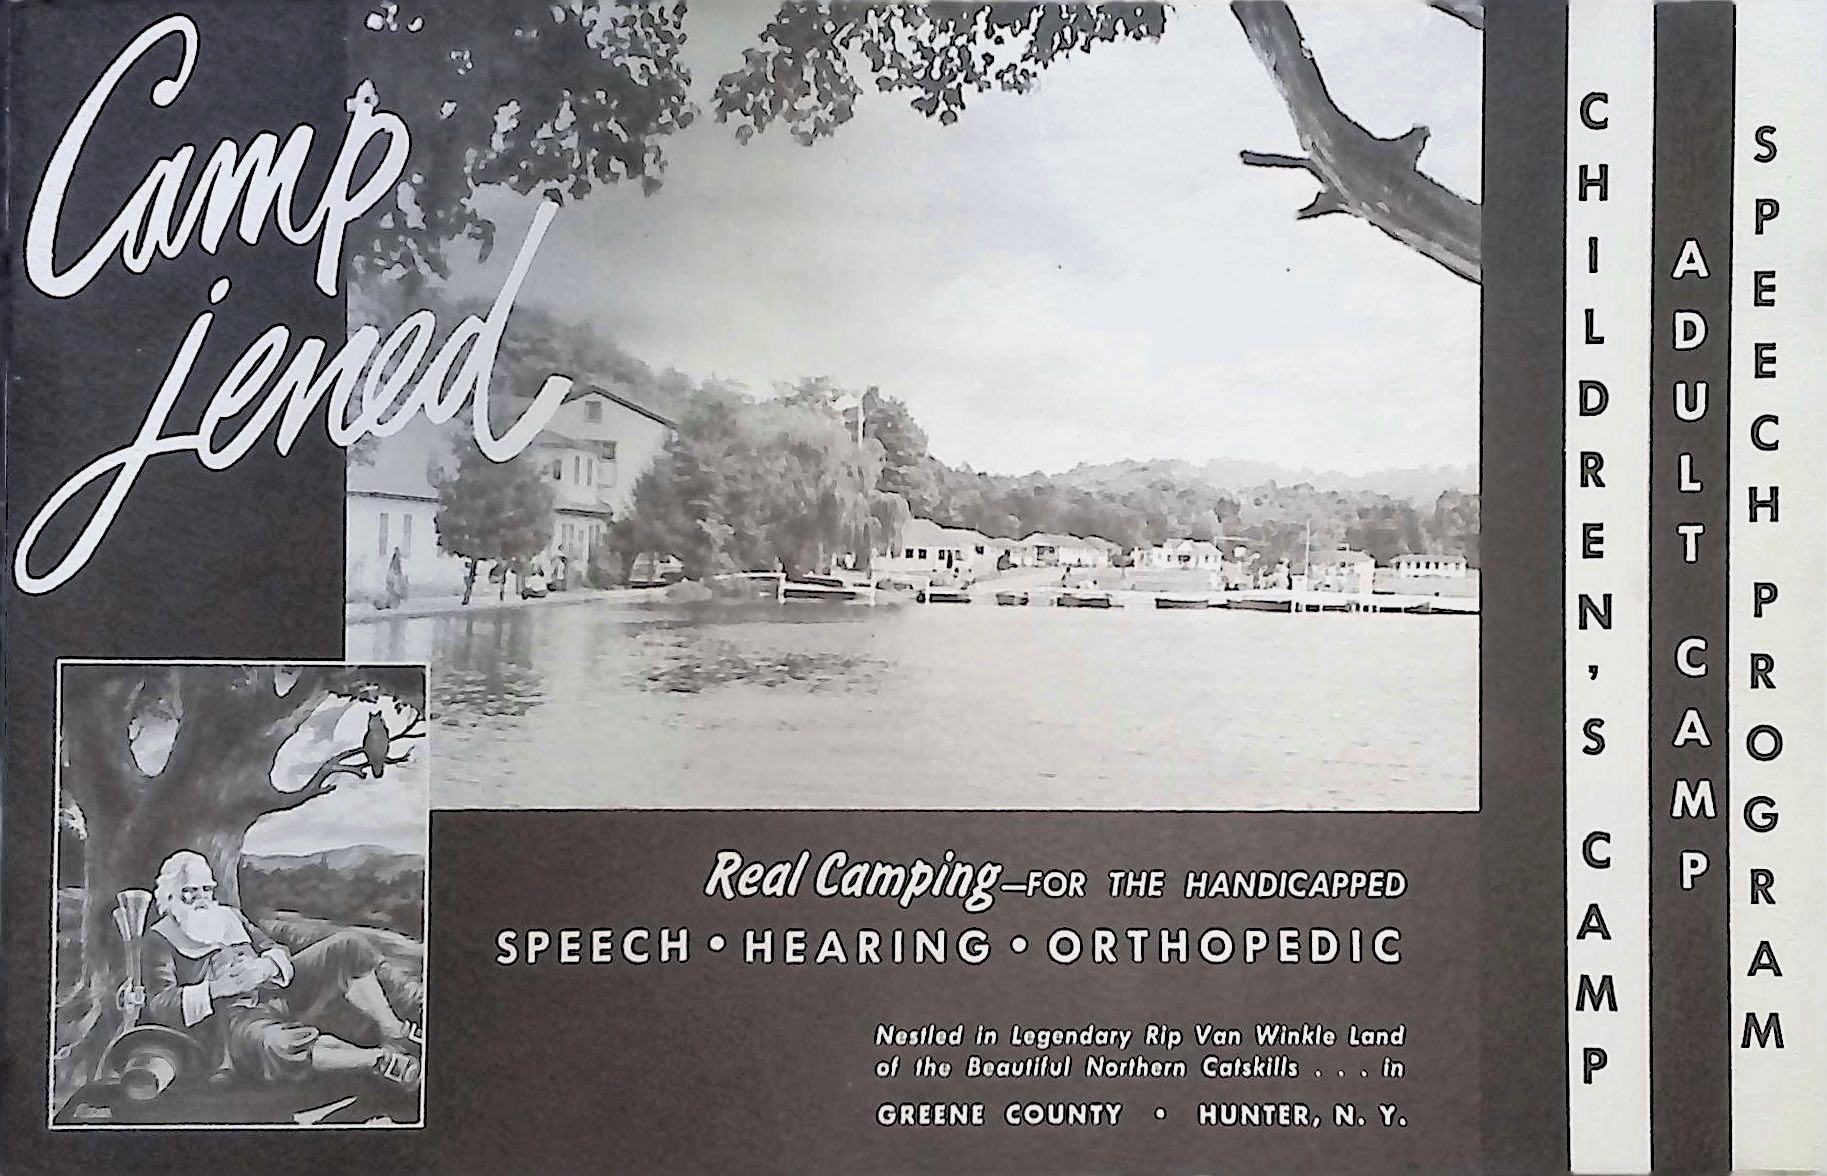 Camp
jened
Real Camping—FOR THE HANDICAPPED
SPEECH • HEARING • ORTHOPEDIC
Nestled in Legendary Rip Van Winkle Land
of the Beautiful Northern Catskills . . . in
GREENE COUNTY • HUNTER, N. Y.
CHILDREN'S CAMP
ADULT CAMP
SPEECH PROGRAM